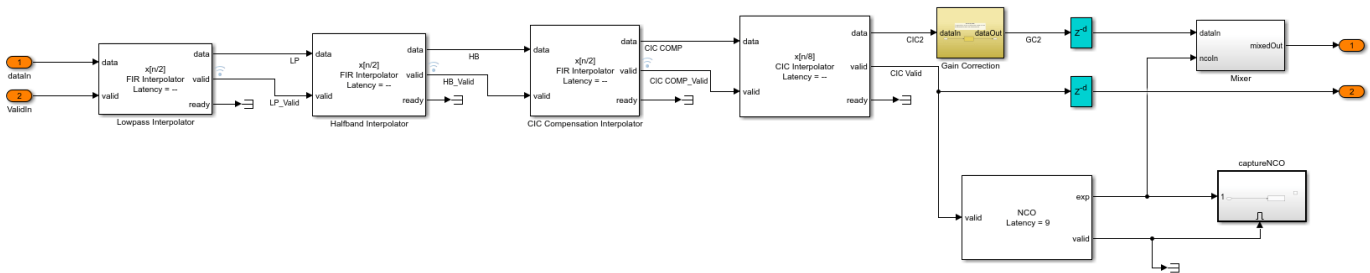 1
dataIn
2
ValidIn
data
valid
x[n/2]
FIR Interpolator
Latency = --
data
valid
ready
Lowpass Interpolator
LP
LP_Valid
data
valid
x[n/2]
FIR Interpolator
Latency = --
data
valid
ready
Halfband Interpolator
HB
HB_Valid
data
valid
x[n/2]
FIR Interpolator
Latency = --
data
valid
ready
CIC Compensation Interpolator
CIC COMP
CIC COMP_Valid
data
valid
x[n/8]
CIC Interpolator
Latency = --
data
valid
ready
CIC2
CIC Valid
dataIn
dataOut
Gain Correction
GC2
Z-d
Z-d
dataIn
ncoIn
mixedOut
Mixer
1
2
valid
NCO
Latency = 9
exp
valid
captureNCO
1